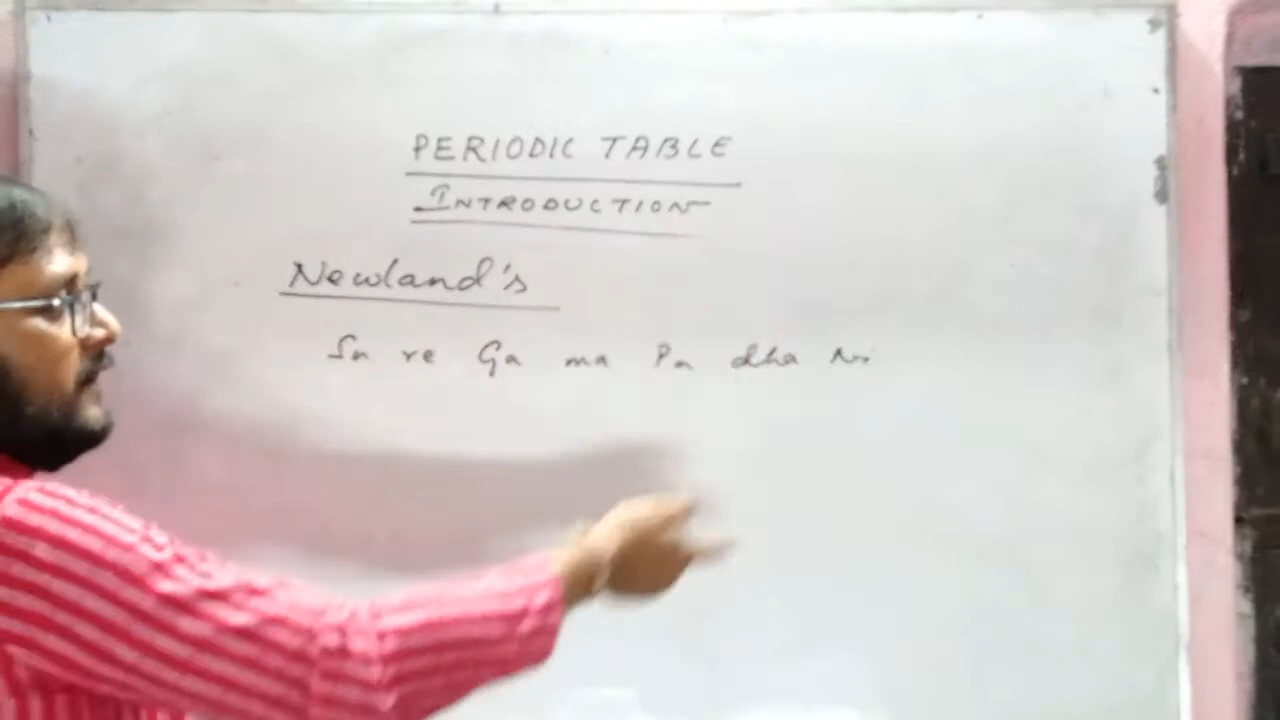 PERIODIC TABLE
INTRODUCTION
Newland's
Sa re Ga ma Pa dha Ni